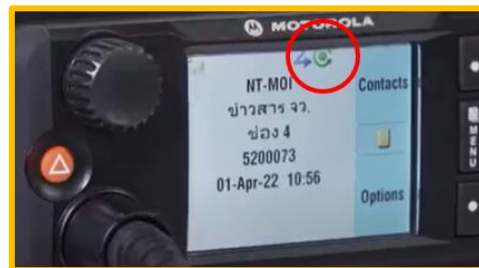 MOTOROLA
NT-MOI
ข่าวสาร จว.
ช่อง 4
5200073
01-Apr-22 10:56
Contacts
Options
MENU